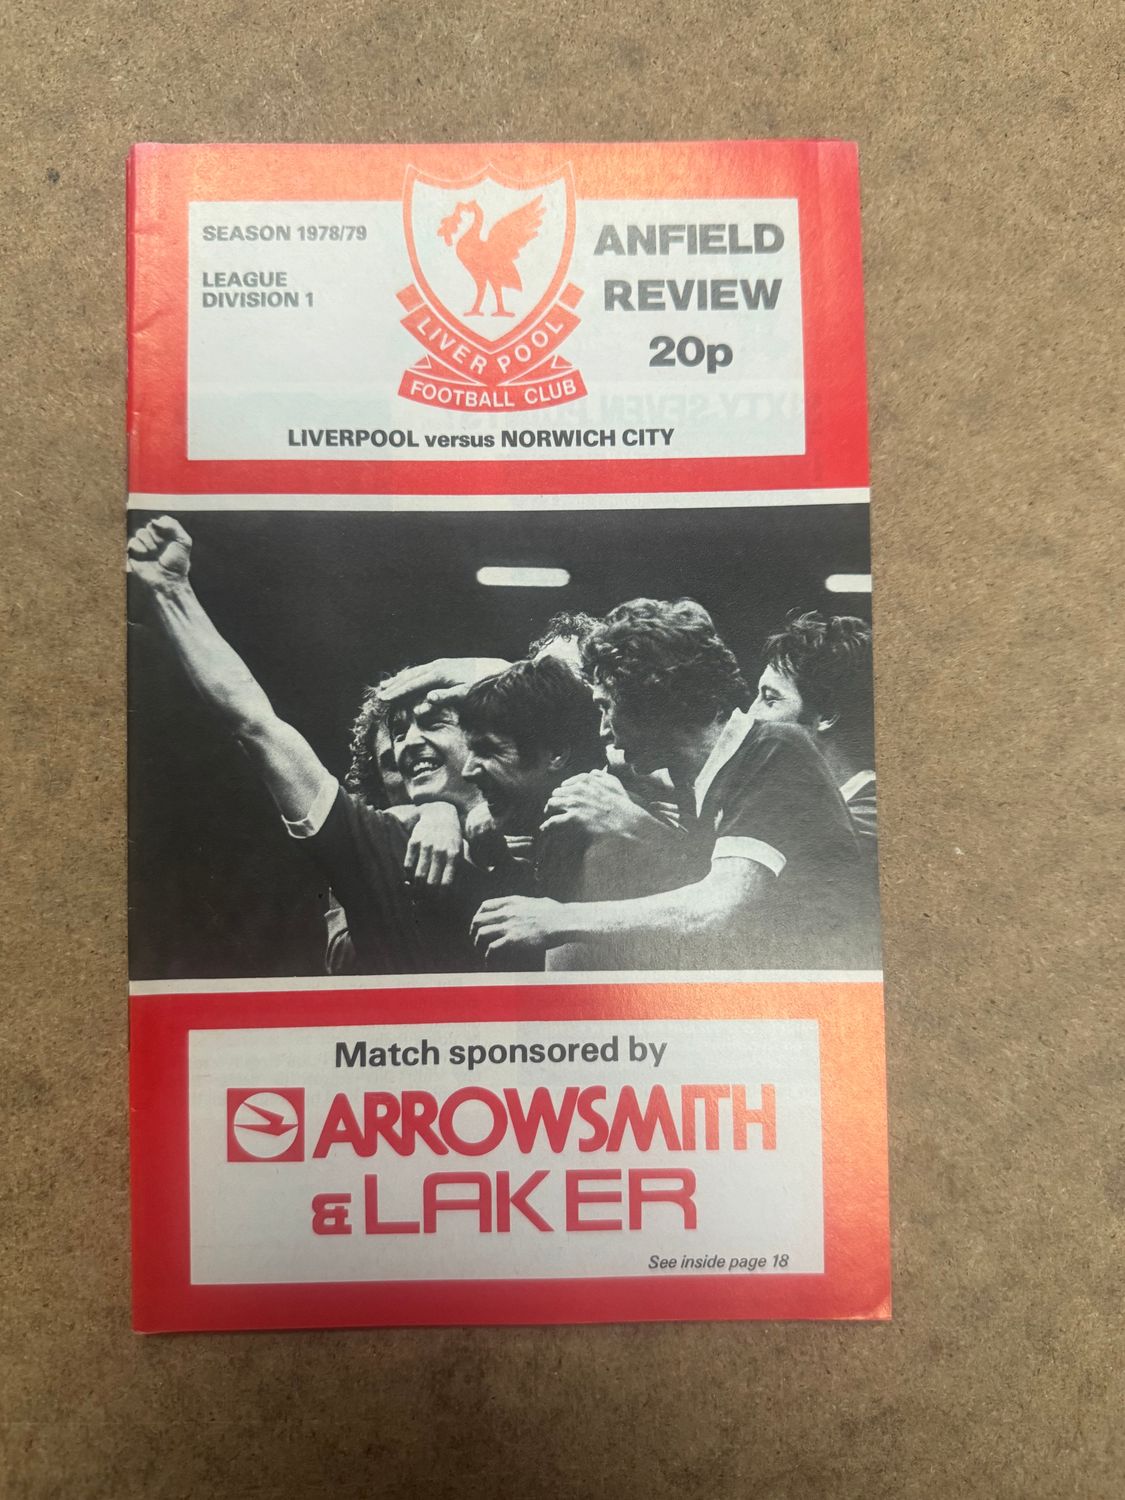 SEASON 1978/79
LEAGUE
DIVISION 1
LIVERPOOL
FOOTBALL CLUB
ANFIELD
REVIEW
20p
LIVERPOOL versus NORWICH CITY
Match sponsored by
ARROWSMITH
& LAKER
See inside page 18